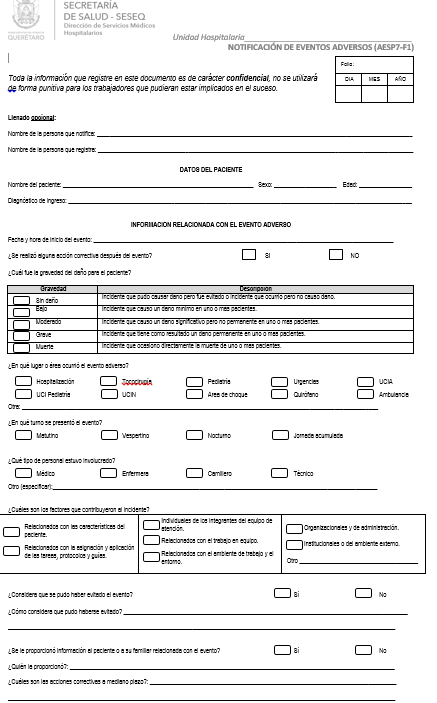 SECRETARÍA
DE SALUD - SESEQ
Dirección de Servicios Médicos
Hospitalarios
QUERÉTARO
Unidad Hospitalaria
NOTIFICACIÓN DE EVENTOS ADVERSOS (AESP7-F1)
Folio:
DIA MES AÑO
Toda la información que registre en este documento es de carácter confidencial, no se utilizará
de forma punitiva para los trabajadores que pudieran estar implicados en el suceso.
Llenado opcional:
Nombre de la persona que notifica:
Nombre de la persona que registra:
DATOS DEL PACIENTE
Nombre del paciente: Sexo: Edad:
Diagnóstico de ingreso:
INFORMACION RELACIONADA CON EL EVENTO ADVERSO
Fecha y hora de inicio del evento:
¿Se realizó alguna acción correctiva después del evento? SI NO
¿Cuál fue la gravedad del daño para el paciente?
Gravedad Descripción
Sin daño Incidente que pudo causar daño pero fue evitado o incidente que ocurrio pero no causo daño.
Bajo Incidente que causo un daño mínimo en uno o mas pacientes.
Moderado Incidente que causo un daño significativo pero no permanente en uno o mas pacientes.
Grave Incidente que tiene como resultado un daño permanente en uno o mas pacientes.
Muerte Incidente que ocasiono directamente la muerte de uno o mas pacientes.
¿En qué lugar o área ocurrió el evento adverso?
Hospitalización Tococirugía Pediatría Urgencias UCIA
UCI Pediatría UCIN Área de choque Quirófano Ambulancia
Otra:
¿En qué turno se presentó el evento?
Matutino Vespertino Nocturno Jornada acumulada
¿Qué tipo de personal estuvo involucrado?
Médico Enfermera Camillero Técnico
Otro (especificar):
¿Cuáles son los factores que contribuyeron al incidente?
Relacionados con las características del
paciente.
Relacionados con la asignación y aplicación
de las tareas, protocolos y guías.
Individuales de los integrantes del equipo de
atención.
Relacionados con el trabajo en equipo.
Relacionados con el ambiente de trabajo y el
entorno.
Organizacionales y de administración.
Institucionales o del ambiente externo.
Otro
¿Considera que se pudo haber evitado el evento? Sí No
¿Cómo considera que pudo haberse evitado?
¿Se le proporcionó información al paciente o a su familiar relacionada con el evento? Sí No
¿Quién la proporcionó?:
¿Cuáles son las acciones correctivas a mediano plazo?: